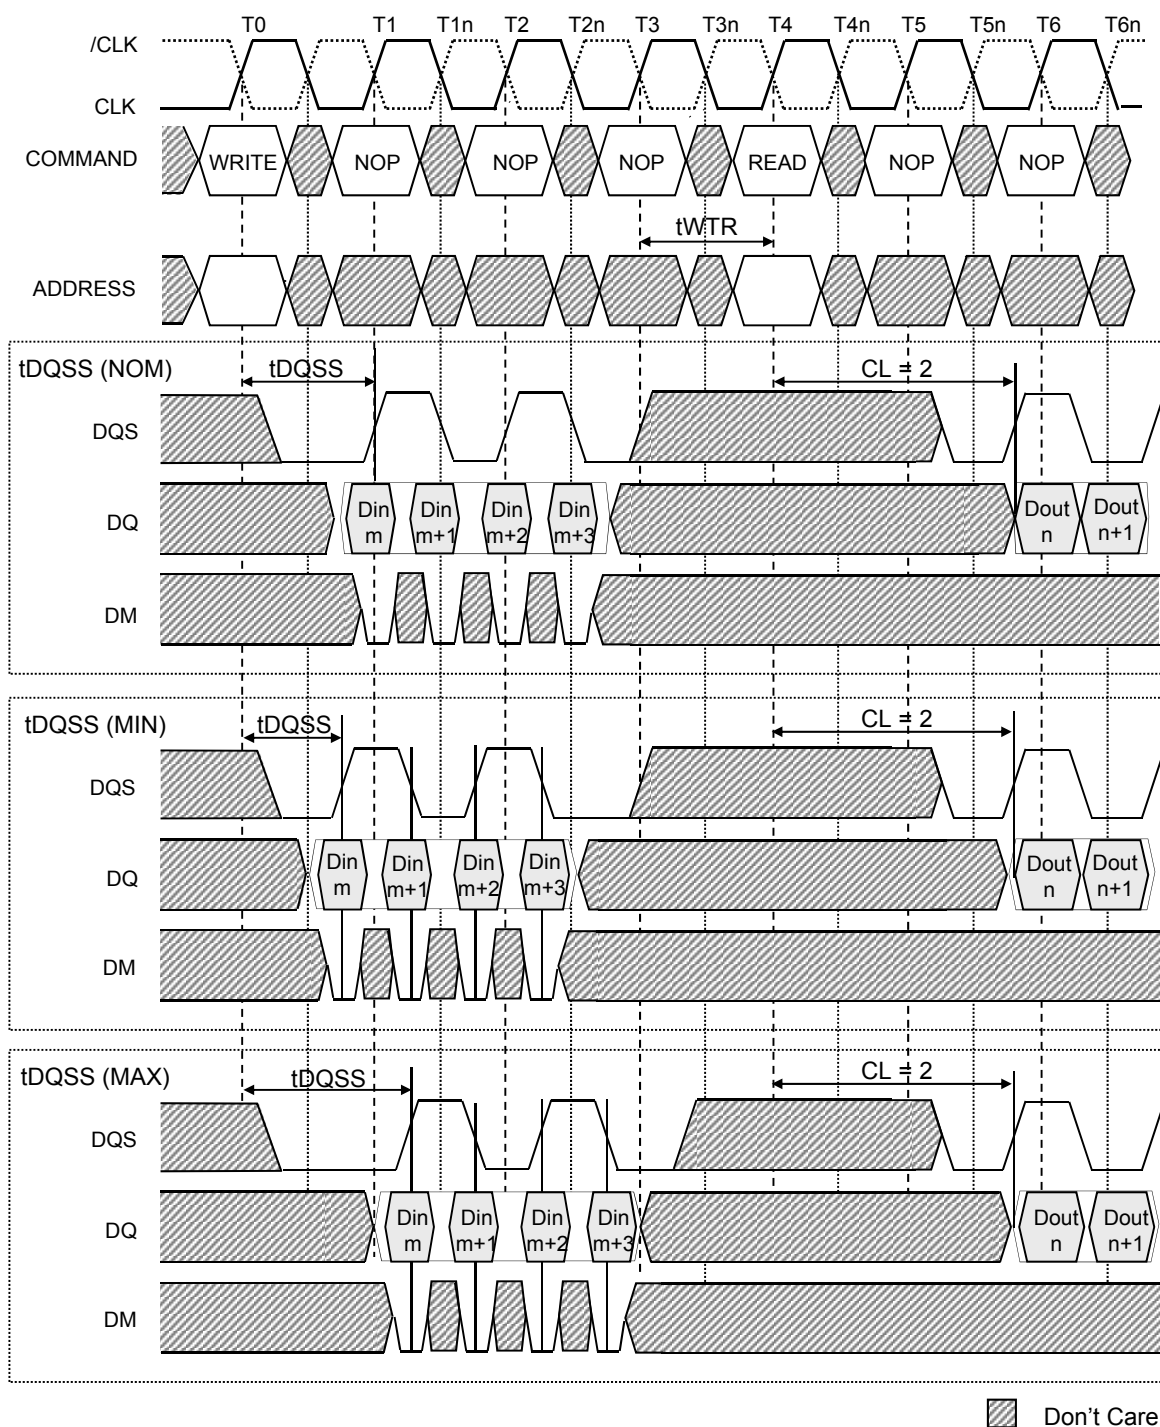 T0 T1 T1n T2 T2n T3 T3n T4 T4n T5 T5n T6 T6n
/CLK
CLK
COMMAND WRITE NOP NOP NOP READ NOP NOP
tWTR
ADDRESS
tDQSS (NOM) tDQSS CL = 2
DQS
DQ Din m Din m+1 Din m+2 Din m+3 Dout n Dout n+1
DM
tDQSS (MIN) tDQSS CL = 2
DQS
DQ Din m Din m+1 Din m+2 Din m+3 Dout n Dout n+1
DM
tDQSS (MAX) tDQSS CL = 2
DQS
DQ Din m Din m+1 Din m+2 Din m+3 Dout n Dout n+1
DM
Don't Care